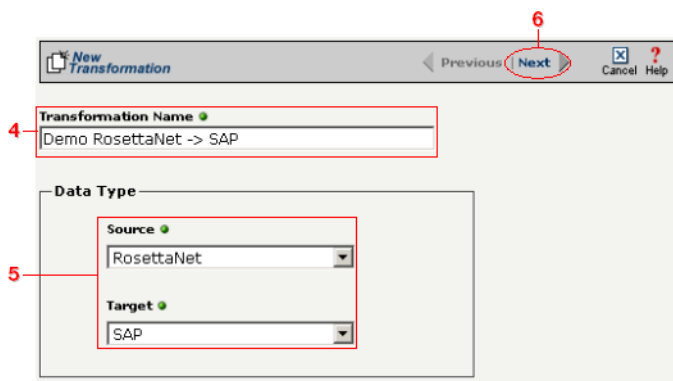 6
New
Transformation
Previous | Next
Cancel Help
Transformation Name
4
Demo RosettaNet -> SAP
Data Type
Source
RosettaNet
5
Target
SAP